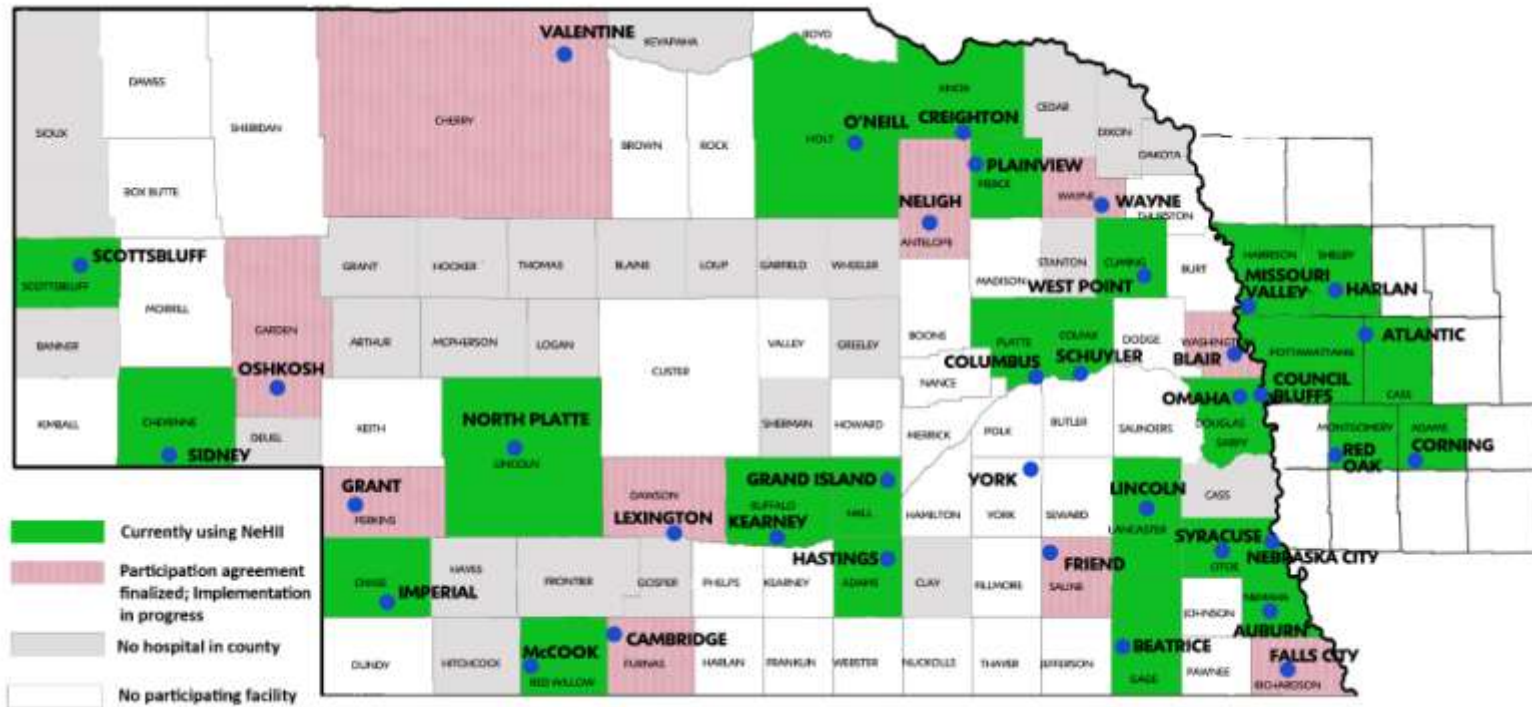 VALENTINE
KEYAPAHA
BOYD
DAWES
SIOUX
SHERIDAN
CHERRY
BROWN
ROCK
O'NEILL
HOLT
KNOX
CREIGHTON
CEDAR
DIXON
DAKOTA
BOX BUTTE
PLAINVIEW
PIERCE
NELIGH
ANTELOPE
WAYNE
WAYNE
THURSTON
SCOTTSBLUFF
SCOTTSBLUFF
GRANT
HOOKER
THOMAS
BLAINE
LOUP
GARFIELD
WHEELER
MADISON
STANTON
CUMING
WEST POINT
BURT
HARRISON
SHELBY
MISSOURI
VALLEY
HARLAN
MORRILL
GARDEN
BANNER
ARTHUR
MCPHERSON
LOGAN
VALLEY
GREELEY
BOONS
PLATTE
COLFAX
DODGE
WASHINGT
BLAIR
POTTAWATTAMIE
ATLANTIC
CUSTER
OSHKOSH
COLUMBUS
SCHUYLER
NANCE
OMAHA
COUNCIL
BLUFFS
CASS
KIMBALL
CHEYENNE
SIDNEY
DEUEL
KEITH
NORTH PLATTE
LINCOLN
SHERMAN
HOWARD
MERRICK
POLK
BUTLER
SAUNDERS
DOUGLAS
SARPY
MONTGOMERY
RED
OAK
ADAMS
CORNING
GRANT
PERKINS
DAWSON
LEXINGTON
BUFFALO
KEARNEY
GRAND ISLAND
HALL
HAMILTON
YORK
YORK
SEWARD
LINCOLN
LANCASTER
CASS
SYRACUSE
OTOE
NEBRASKA CITY
CHASE
IMPERIAL
HAYES
FRONTIER
GOSPER
PHELPS
KEARNEY
HASTINGS
ADAMS
CLAY
FILLMORE
FRIEND
SALINE
JOHNSON
NEMAHA
AUBURN
DUNDY
HITCHCOCK
McCOOK
RED WILLOW
CAMBRIDGE
FURNAS
HARLAN
FRANKLIN
WEBSTER
NUCKOLLS
THAYER
JEFFERSON
BEATRICE
GAGE
PAWNEE
FALLS CITY
RICHARDSON
Currently using NeHII
Participation agreement
finalized; Implementation
in progress
No hospital in county
No participating facility